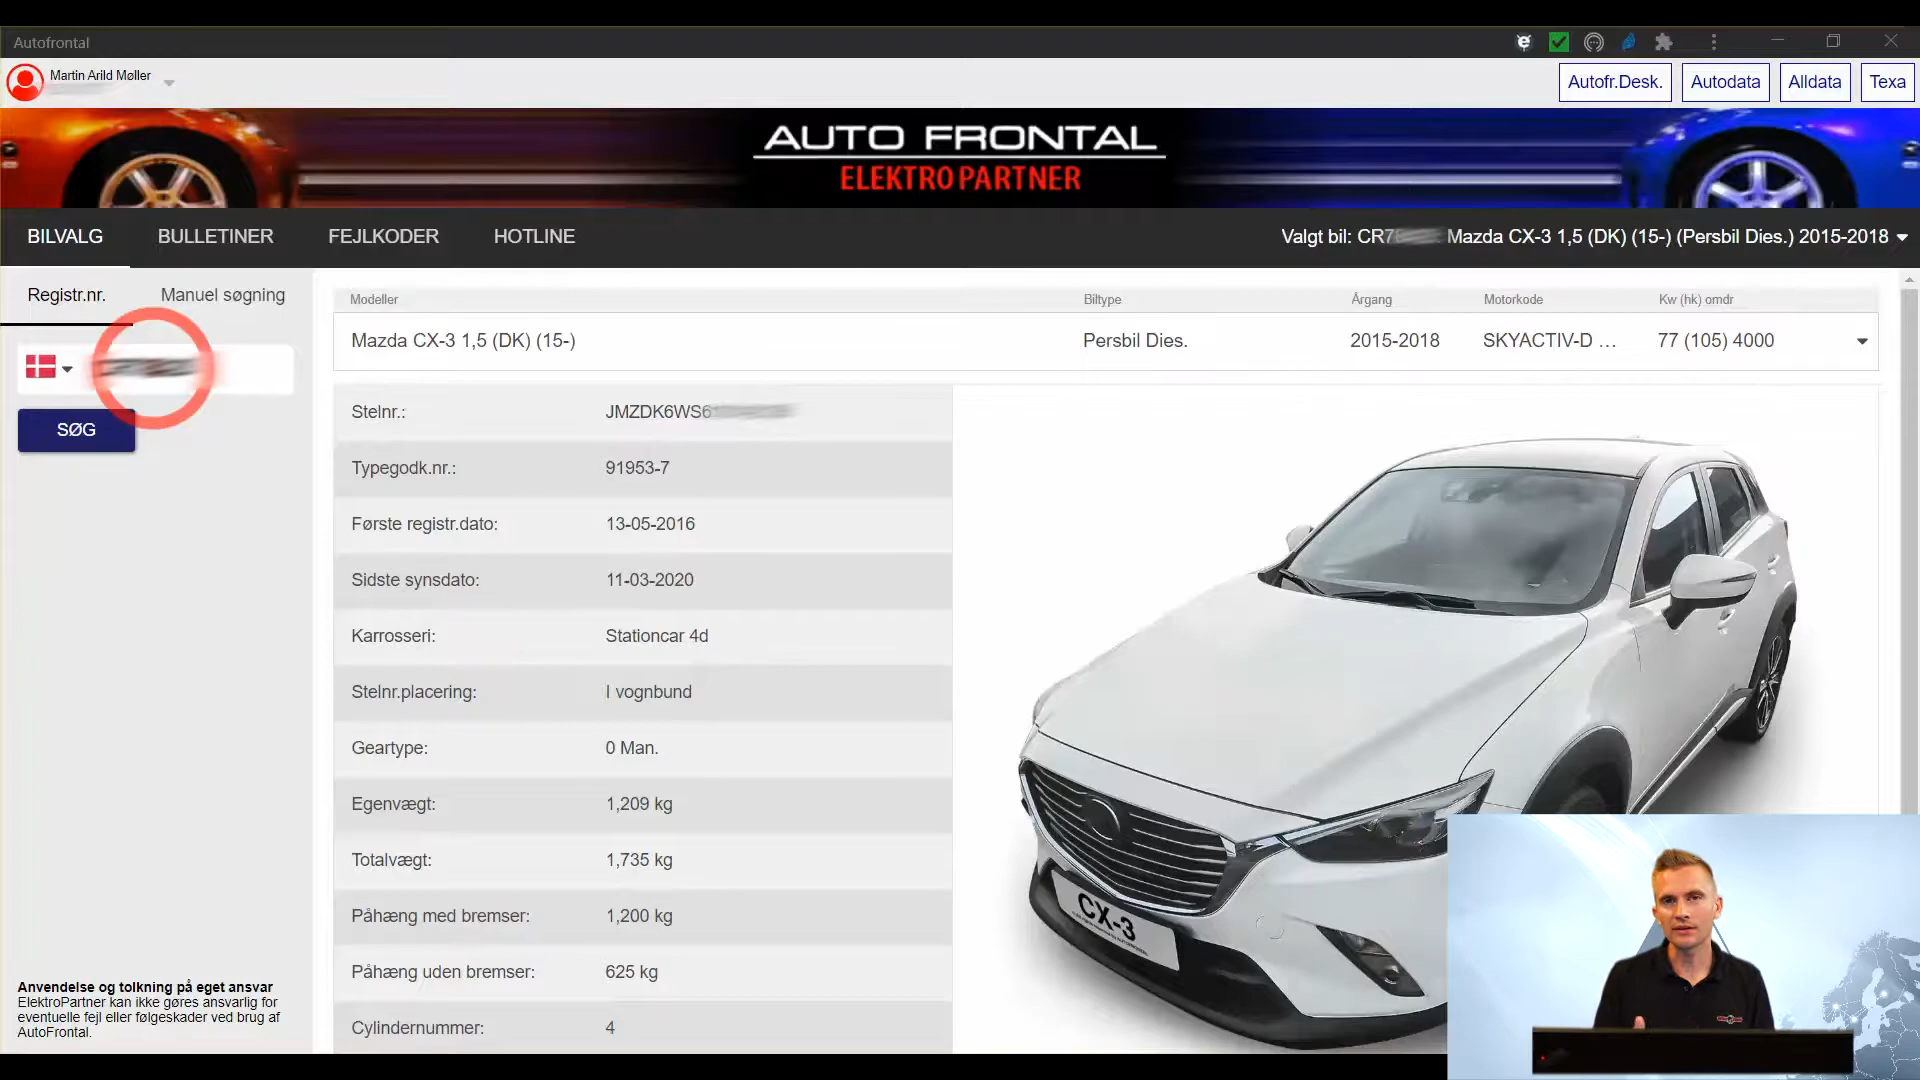 Autofrontal
Martin Arild Møller
Autofr.Desk. Autodata Alldata Texa
AUTO FRONTAL
ELEKTROPARTNER
BILVALG BULLETINER FEJLKODER HOTLINE
Valgt bil: CR7 Mazda CX-3 1,5 (DK) (15-) (Persbil Dies.) 2015-2018
Registr.nr. Manuel søgning
SØG
Modeller Biltype Årgang Motorkode Kw (hk) omdr
Mazda CX-3 1,5 (DK) (15-) Persbil Dies. 2015-2018 SKYACTIV-D ... 77 (105) 4000
Stelnr.: JMZDK6WS6
Typegodk.nr.: 91953-7
Første registr.dato: 13-05-2016
Sidste synsdato: 11-03-2020
Karrosseri: Stationcar 4d
Stelnr.placering: I vognbund
Geartype: 0 Man.
Egenvægt: 1,209 kg
Totalvægt: 1,735 kg
Påhæng med bremser: 1,200 kg
Påhæng uden bremser: 625 kg
Cylindernummer: 4
CX-3
Anvendelse og tolkning på eget ansvar
ElektroPartner kan ikke gøres ansvarlig for
eventuelle fejl eller følgeskader ved brug af
AutoFrontal.